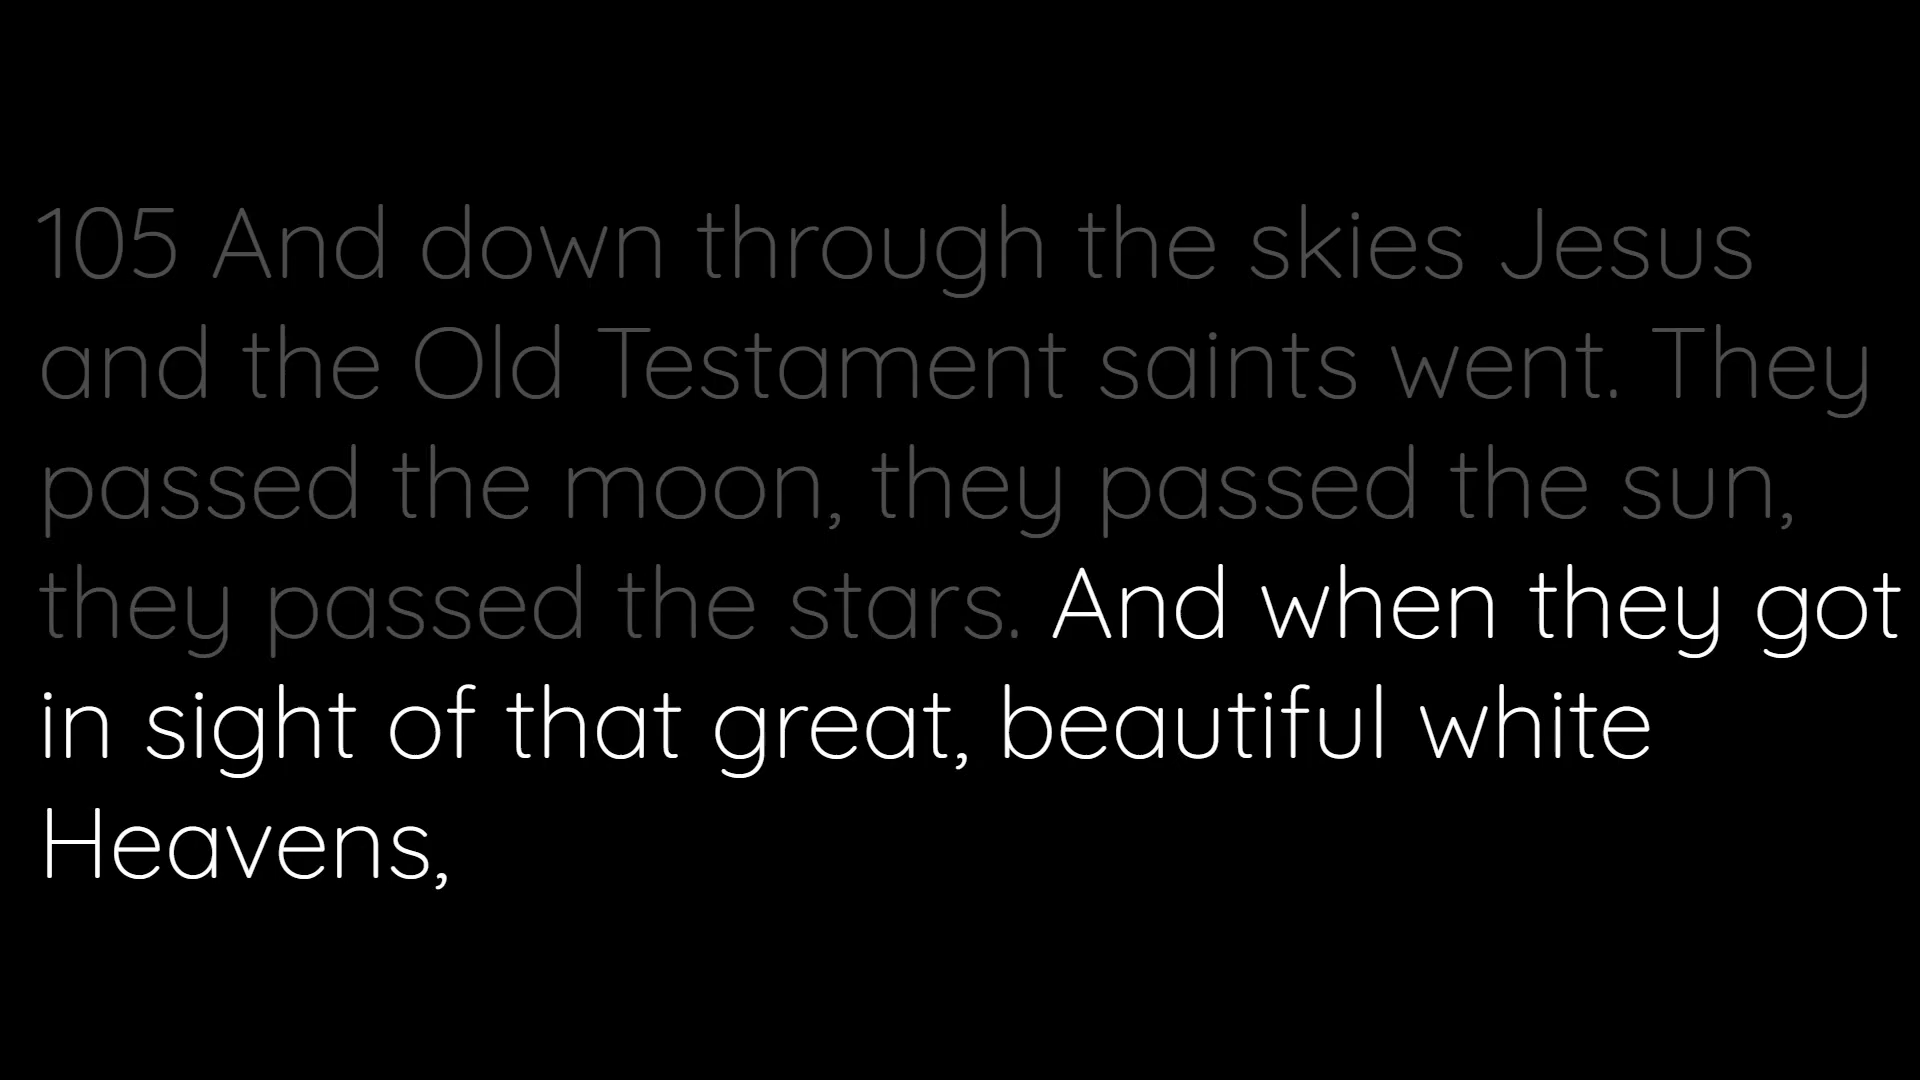 105 And down through the skies Jesus
and the Old Testament saints went. They
passed the moon, they passed the sun,
they passed the stars. And when they got
in sight of that great, beautiful white
Heavens,